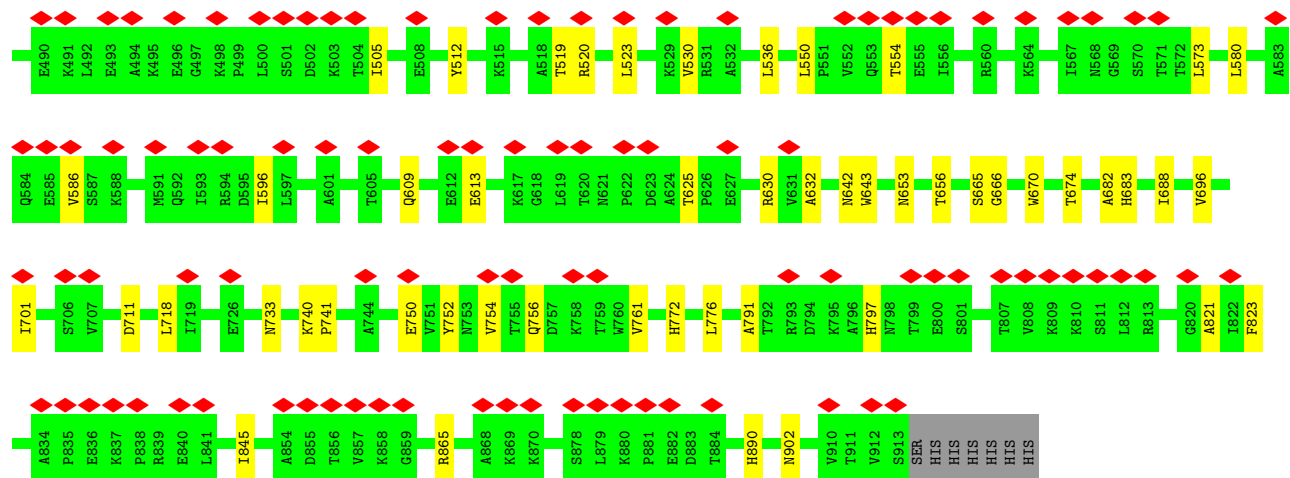 E490 K491 L492 E493 A494 K495 E496 G497 K498 P499 L500 S501 D502 K503 T504 I505 E508 Y512 K515 A518 T519 R520 L523 K529 V530 R531 A532 L536 L550 P551 V552 Q553 T554 E555 I556 R560 K564 I567 N568 G569 S570 T571 T572 L573 L580 A583
Q584 E585 V586 S587 K588 M591 Q592 I593 R594 D595 I596 L597 A601 T605 Q609 E612 E613 K617 G618 L619 T620 N621 P622 D623 A624 T625 P626 E627 R630 V631 A632 N642 W643 N653 T656 S665 G666 W670 T674 A682 H683 I688 V696
I701 S706 V707 D711 L718 I719 E726 N733 K740 P741 A744 E750 V751 Y752 N753 V754 T755 Q756 D757 K758 T759 W760 V761 H772 L776 A791 T792 R793 D794 K795 A796 H797 N798 T799 E800 S801 T807 V808 K809 K810 S811 L812 R813 G820 A821 I822 F823
A834 P835 E836 K837 P838 R839 E840 L841 I845 A854 D855 T856 V857 K858 G859 R865 A868 K869 K870 S878 L879 K880 P881 E882 D883 T884 H890 N902 V910 T911 V912 S913 SER HIS HIS HIS HIS HIS HIS